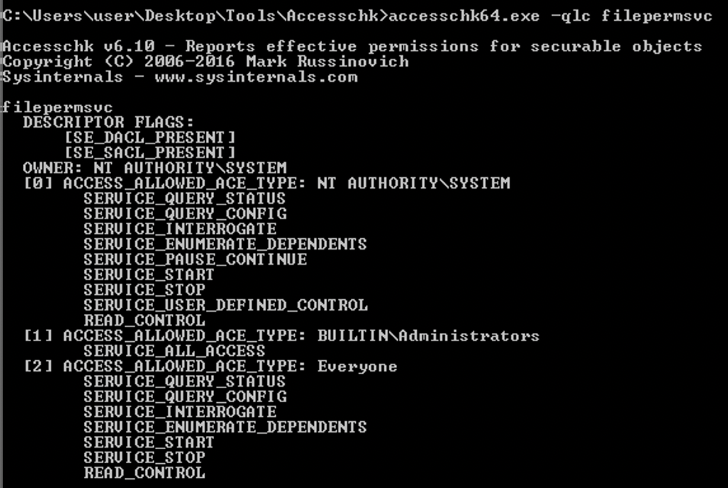 C:\Users\user\Desktop\Tools\Accesschk>accesschk64.exe -qlc filepermsvc
Accesschk v6.10 - Reports effective permissions for securable objects
Copyright (C) 2006-2016 Mark Russinovich
Sysinternals - www.sysinternals.com
filepermsvc
DESCRIPTOR FLAGS:
[SE_DACL_PRESENT]
[SE_SACL_PRESENT]
OWNER: NT AUTHORITY\SYSTEM
[0] ACCESS_ALLOWED_ACE_TYPE: NT AUTHORITY\SYSTEM
SERVICE_QUERY_STATUS
SERVICE_QUERY_CONFIG
SERVICE_INTERROGATE
SERVICE_ENUMERATE_DEPENDENTS
SERVICE_PAUSE_CONTINUE
SERVICE_START
SERVICE_STOP
SERVICE_USER_DEFINED_CONTROL
READ_CONTROL
[1] ACCESS_ALLOWED_ACE_TYPE: BUILTIN\Administrators
SERVICE_ALL_ACCESS
[2] ACCESS_ALLOWED_ACE_TYPE: Everyone
SERVICE_QUERY_STATUS
SERVICE_QUERY_CONFIG
SERVICE_INTERROGATE
SERVICE_ENUMERATE_DEPENDENTS
SERVICE_START
SERVICE_STOP
READ_CONTROL